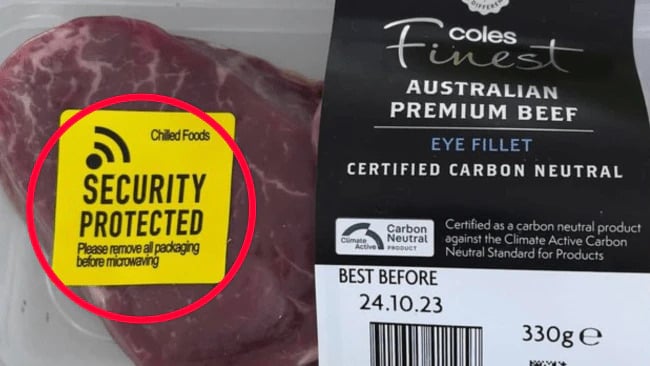 DIFFERENCE
coles
Finest
AUSTRALIAN
PREMIUM BEEF
EYE FILLET
CERTIFIED CARBON NEUTRAL
Chilled Foods
SECURITY
PROTECTED
Please remove all packaging
before microwaving
Climate
Active
Carbon
Neutral
PRODUCT
Certified as a carbon neutral product
against the Climate Active Carbon
Neutral Standard for Products
BEST BEFORE
24.10.23
330g e